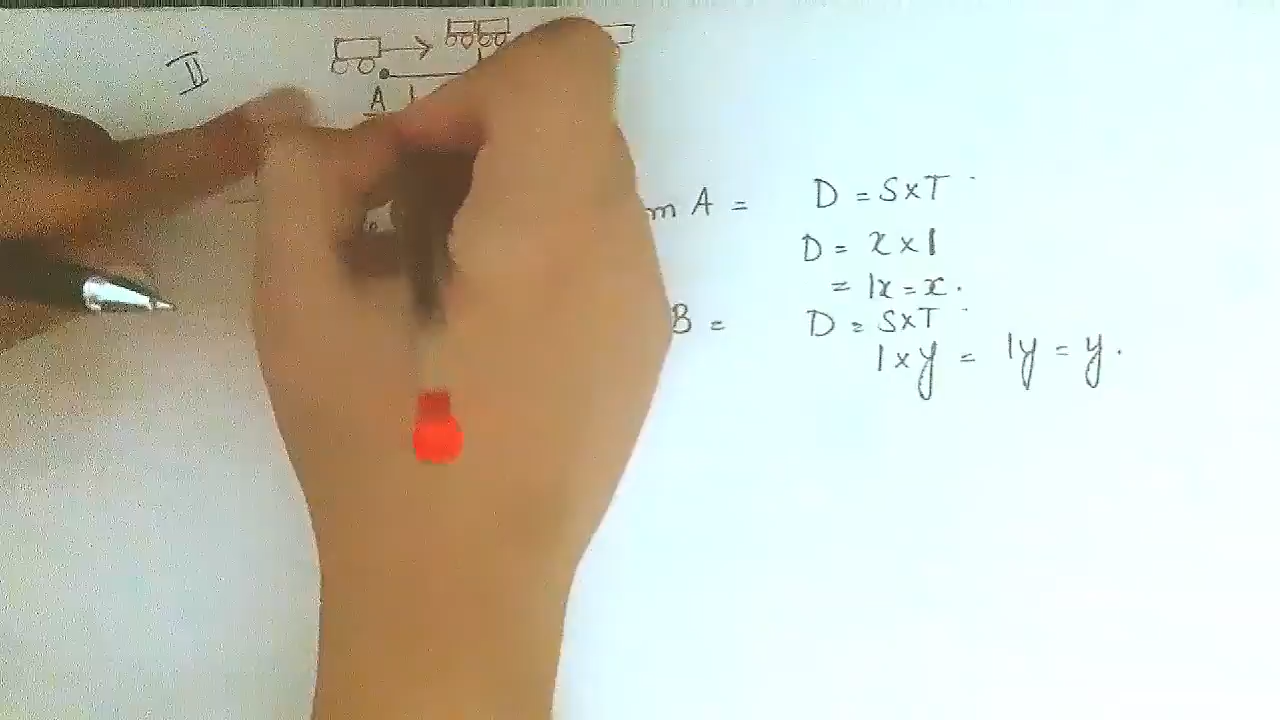 II
A
m A = D = S×T
D = x × 1
= 1x = x.
B = D = S×T
1 × y = 1y = y.